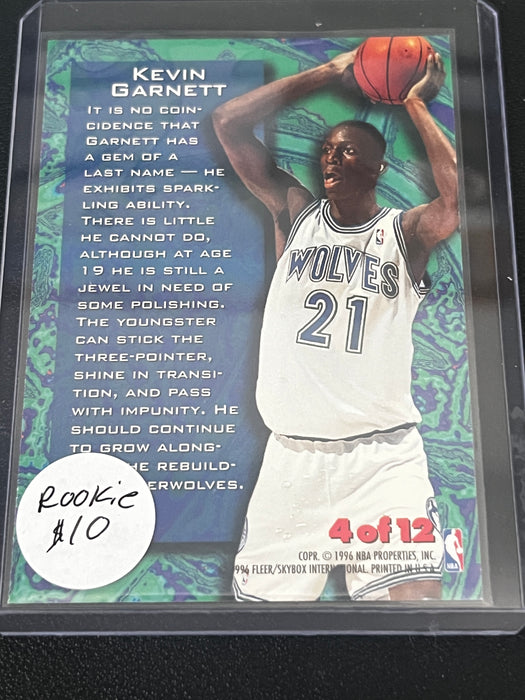 KEVIN
GARNETT
IT IS NO COIN-
CIDENCE THAT
GARNETT HAS
A GEM OF A
LAST NAME — HE
EXHIBITS SPARK-
LING ABILITY.
THERE IS LITTLE
HE CANNOT DO,
ALTHOUGH AT AGE
19 HE IS STILL A
JEWEL IN NEED OF
SOME POLISHING.
THE YOUNGSTER
CAN STICK THE
THREE-POINTER,
SHINE IN TRANSI-
TION, AND PASS
WITH IMPUNITY. HE
SHOULD CONTINUE
TO GROW ALONG-
HE REBUILD-
ERWOLVES.
ROOKIE
$10
WOLVES
21
4 of 12
COPR. © 1996 NBA PROPERTIES, INC.
FLEER/SKYBOX PRINTED IN U.S.A.
NBA